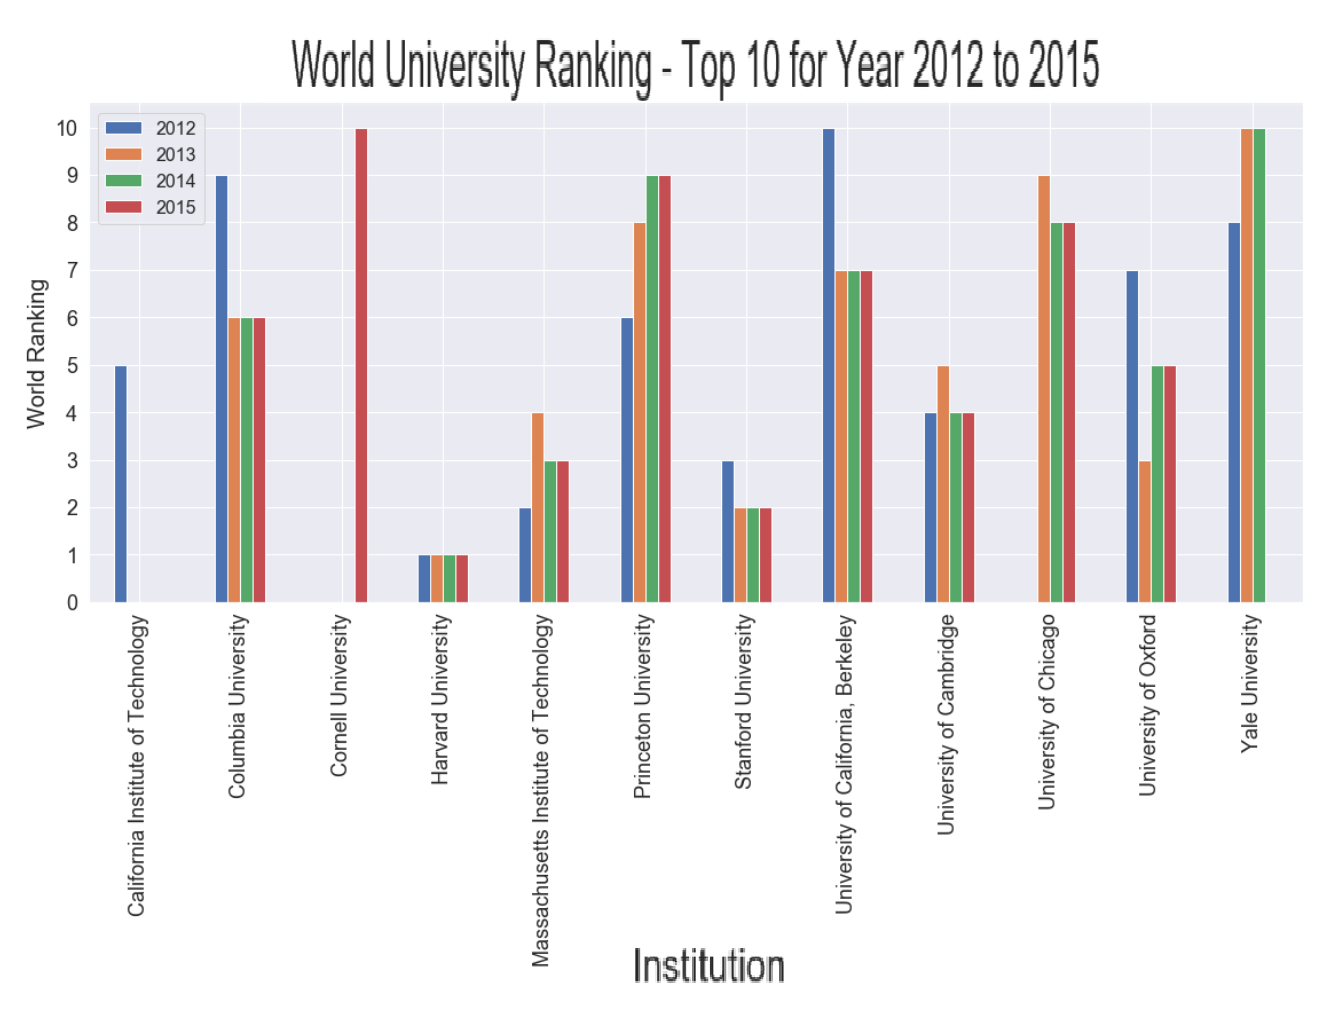 World University Ranking - Top 10 for Year 2012 to 2015
10
9
8
7
6
5
4
3
2
1
0
2012
2013
2014
2015
World Ranking
California Institute of Technology
Columbia University
Cornell University
Harvard University
Massachusetts Institute of Technology
Princeton University
Stanford University
University of California, Berkeley
University of Cambridge
University of Chicago
University of Oxford
Yale University
Institution